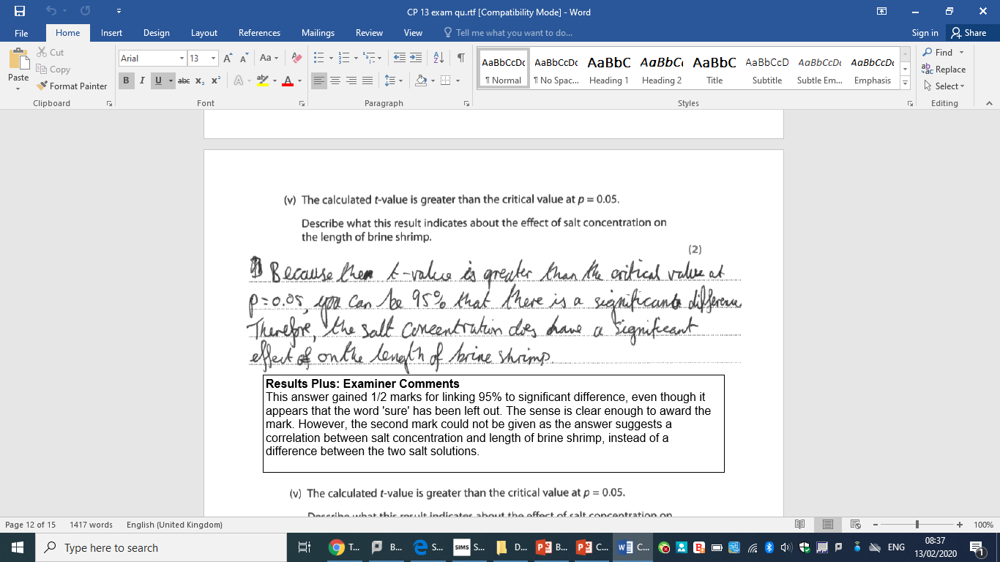 CP 13 exam qu.rtf [Compatibility Mode] - Word
File Home Insert Design Layout References Mailings Review View Tell me what you want to do... Sign in Share
Paste
Cut
Copy
Format Painter
Clipboard
Arial 13
Font
Paragraph
AaBbCcDc AaBbCcDc AaBbC AaBbCc AaBbC AaBbCcD AaBbCcDc AaBbCcDc
¶ Normal ¶ No Spac... Heading 1 Heading 2 Title Subtitle Subtle Em... Emphasis
Styles
Find
Replace
Select
Editing
(v) The calculated t-value is greater than the critical value at p = 0.05.
Describe what this result indicates about the effect of salt concentration on
the length of brine shrimp.
(2)
Because the t-value is greater than the critical value at
p=0.05, you can be 95% that there is a significant difference
Therefore, the salt concentration does have a significant
effect on the length of brine shrimp.
Results Plus: Examiner Comments
This answer gained 1/2 marks for linking 95% to significant difference, even though it
appears that the word 'sure' has been left out. The sense is clear enough to award the
mark. However, the second mark could not be given as the answer suggests a
correlation between salt concentration and length of brine shrimp, instead of a
difference between the two salt solutions.
(v) The calculated t-value is greater than the critical value at p = 0.05.
Describe what this result indicates about the effect of salt concentration on
Page 12 of 15 1417 words English (United Kingdom) 100%
Type here to search T... B... S... SIMS S... D... B... C... C... ENG 08:37
13/02/2020